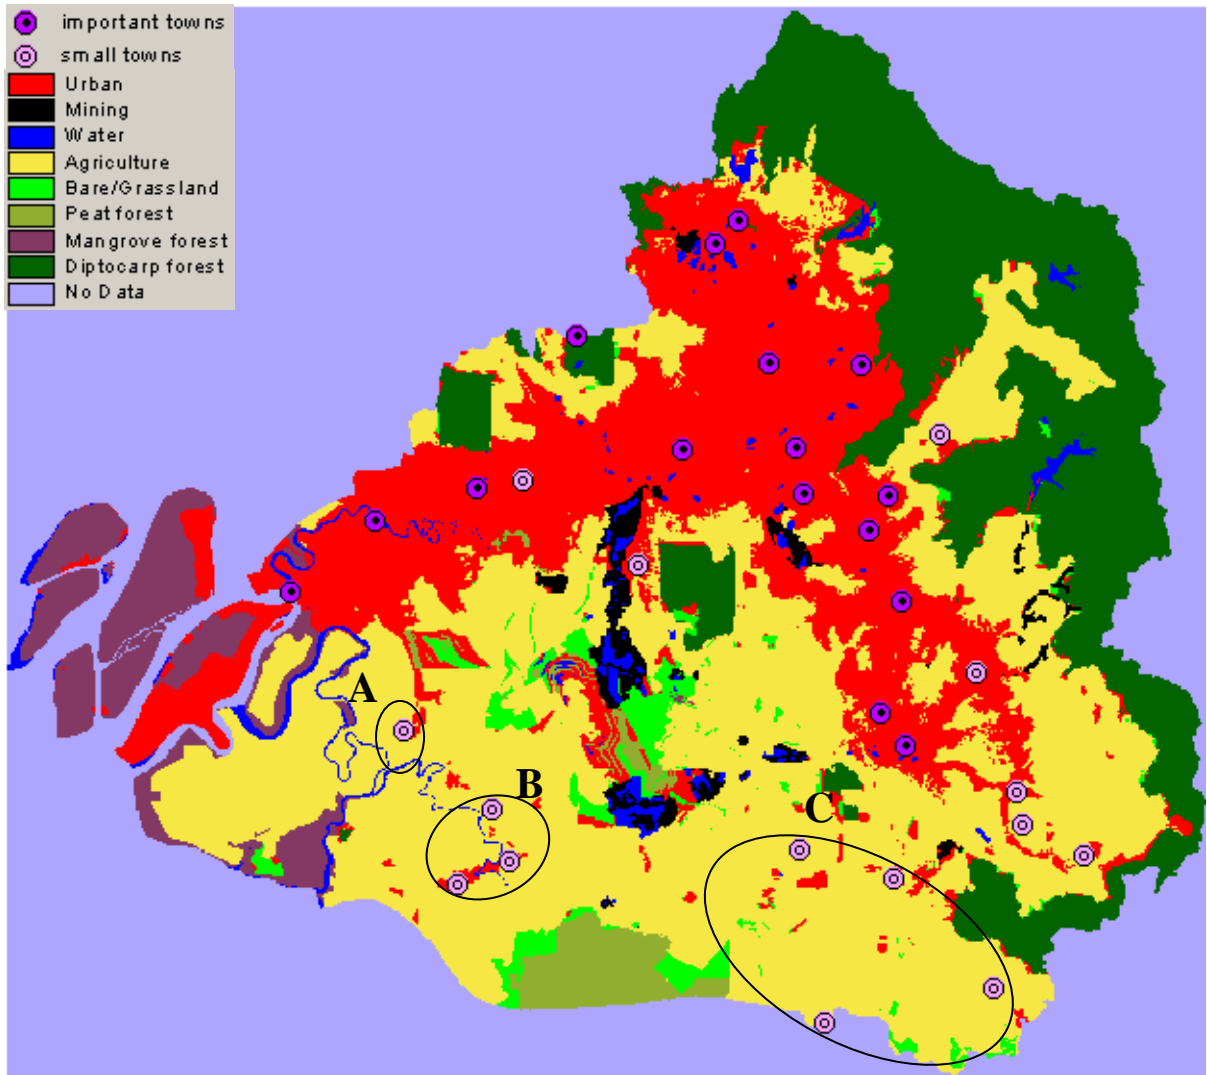 important towns
small towns
Urban
Mining
Water
Agriculture
Bare/Grassland
Peat forest
Mangrove forest
Diptocarp forest
No Data
A
B
C